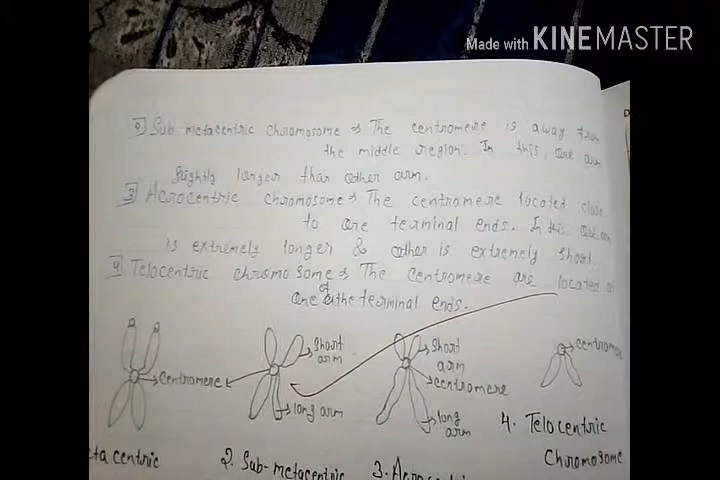 Made with KINEMASTER
Sub metacentric chromosome → The centromere is away from
the middle region. In this, one arm
slightly longer than other arm.
3 Acrocentric chromosome → The centromere located close
to one terminal ends. In this one arm
is extremely longer & other is extremely short.
4 Telocentric chromosome → The centromere are located at
one of the terminal ends.
Short arm
Short arm
centromere
Centromere
centromere
long arm
long arm
4. Telocentric
Chromosome
ta centric
2. Sub-metacentric
3. Acrocentri